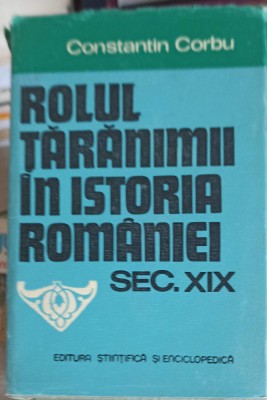 Constantin Corbu
ROLUL
ȚĂRĂNIMII
ÎN ISTORIA
ROMÂNIEI
SEC. XIX
EDITURA ȘTIINȚIFICĂ ȘI ENCICLOPEDICĂ